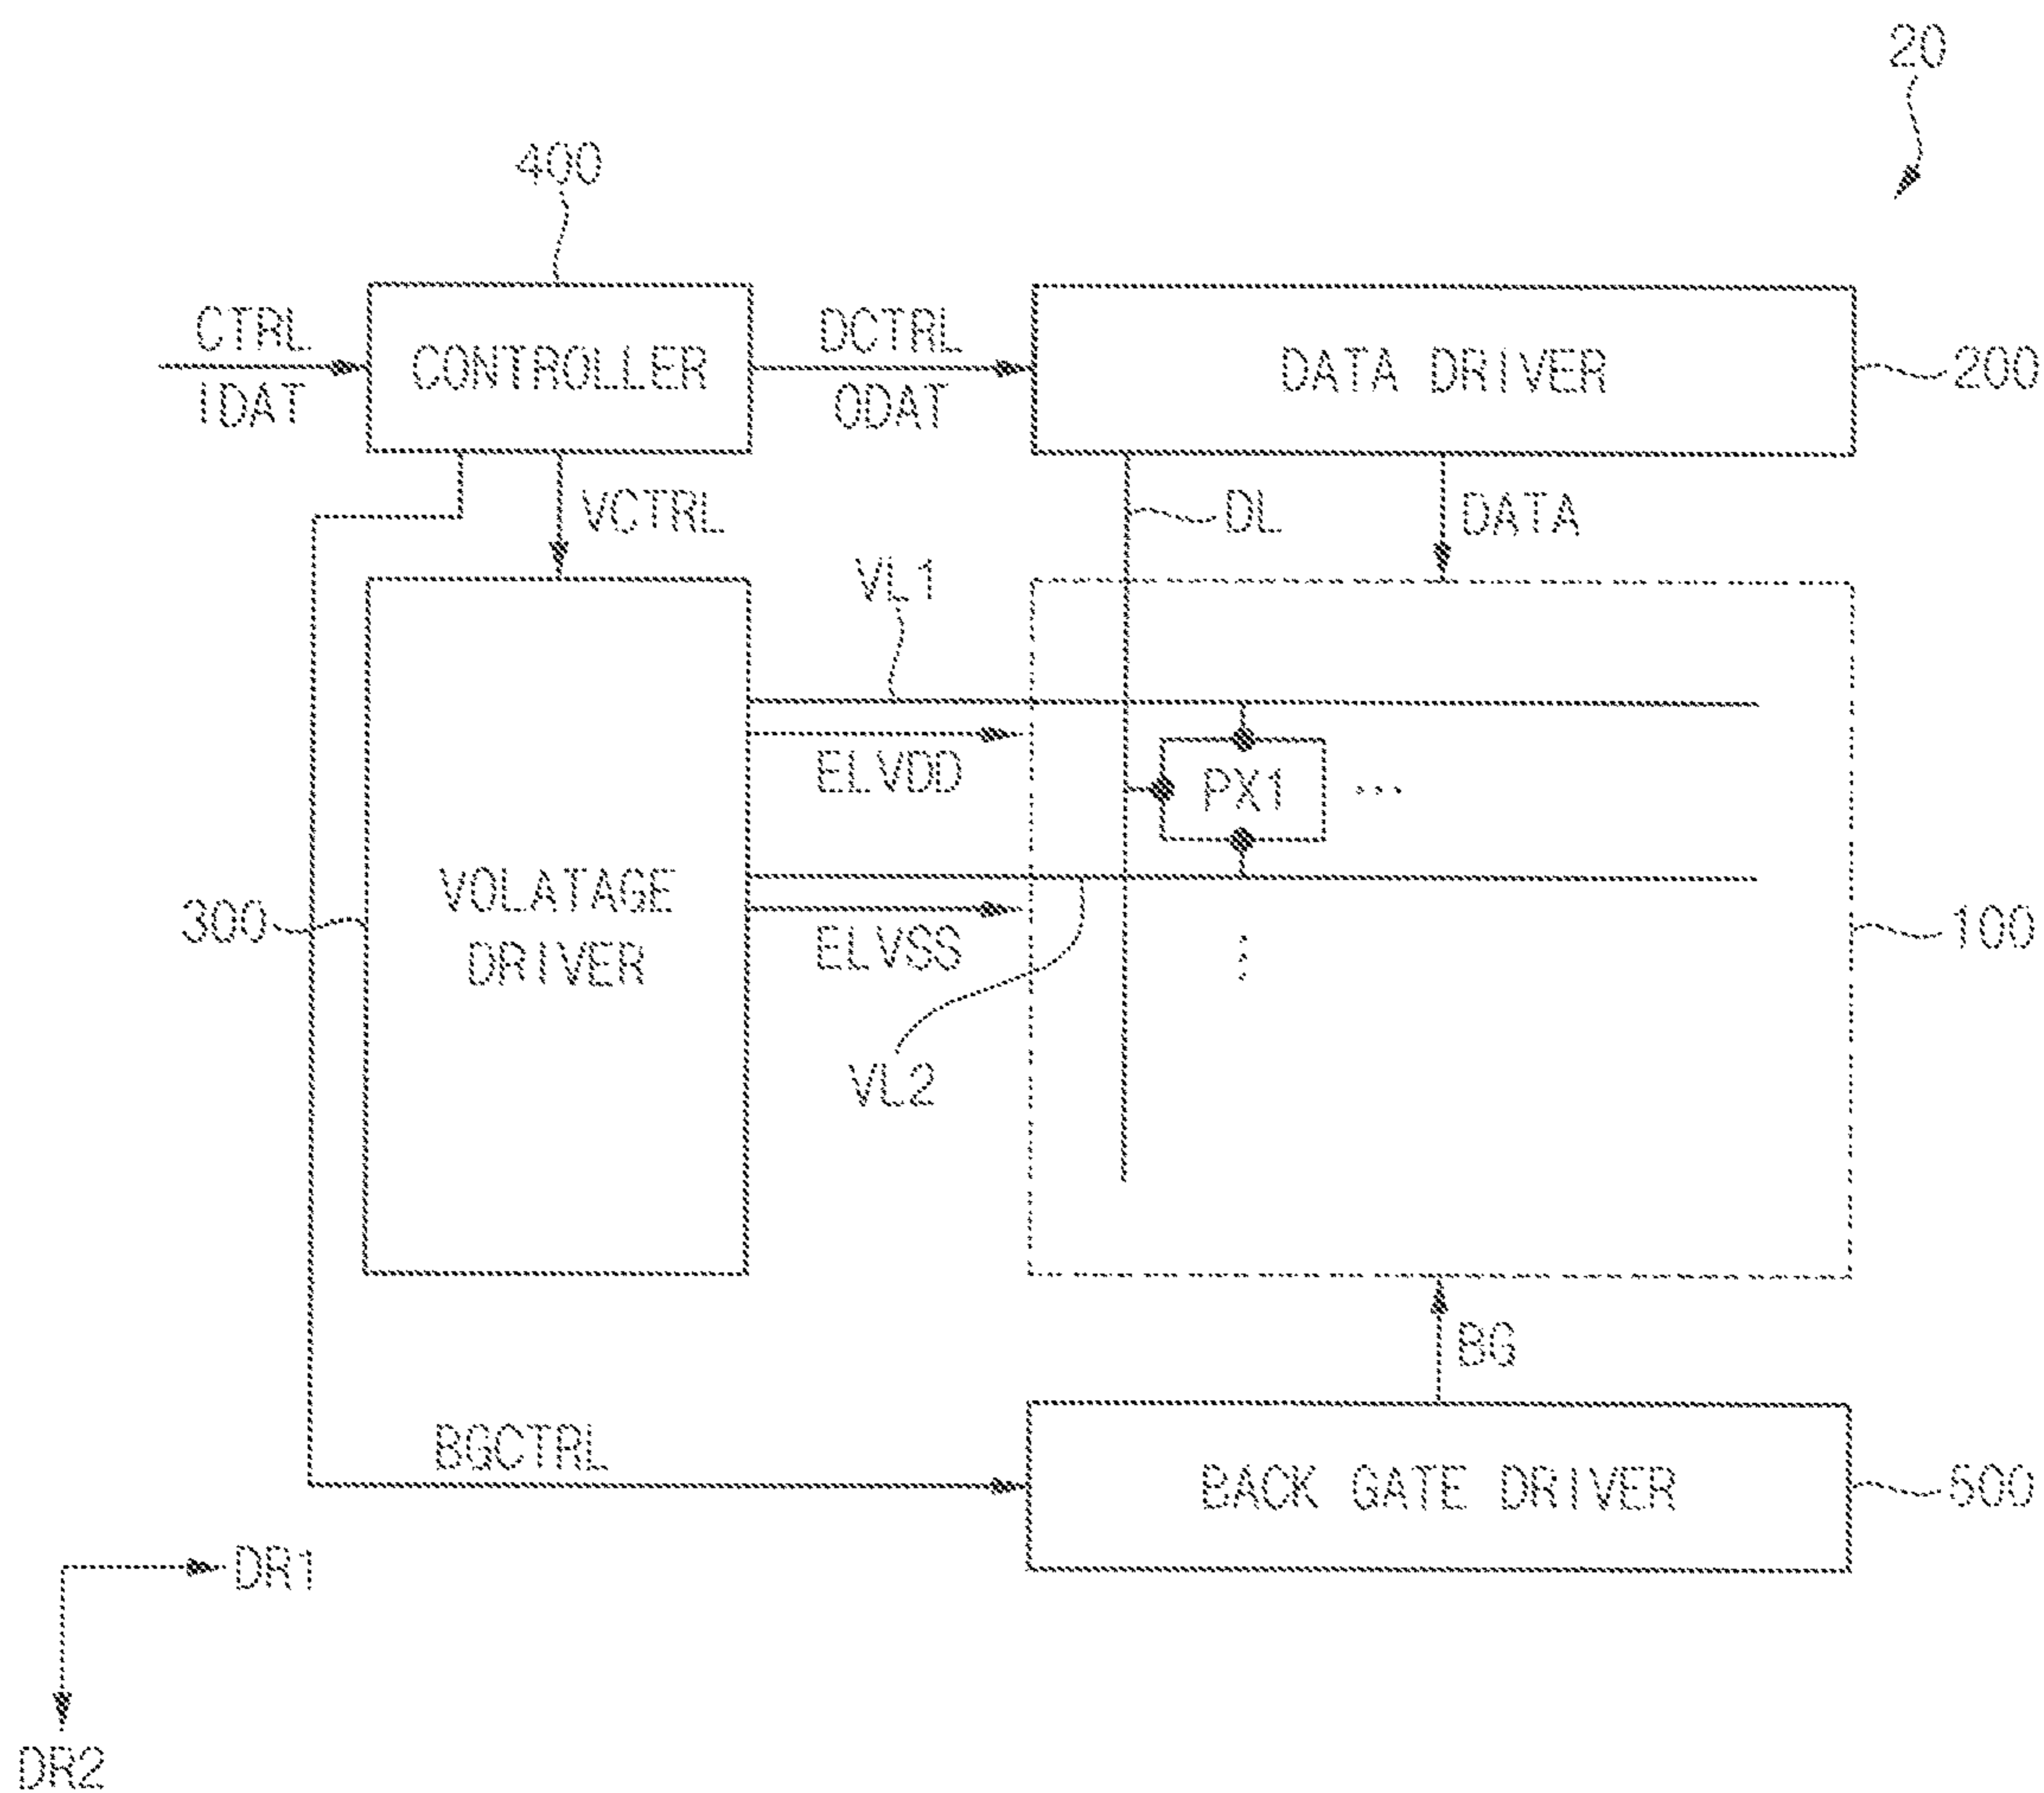 20
400
CTRL
IDAT
CONTROLLER
DCTRL
ODAT
DATA DRIVER
200
VCTRL
DL
DATA
VL1
ELVDD
PX1
...
300
VOLATAGE
DRIVER
ELVSS
100
VL2
BG
BGCTRL
BACK GATE DRIVER
500
DR1
DR2